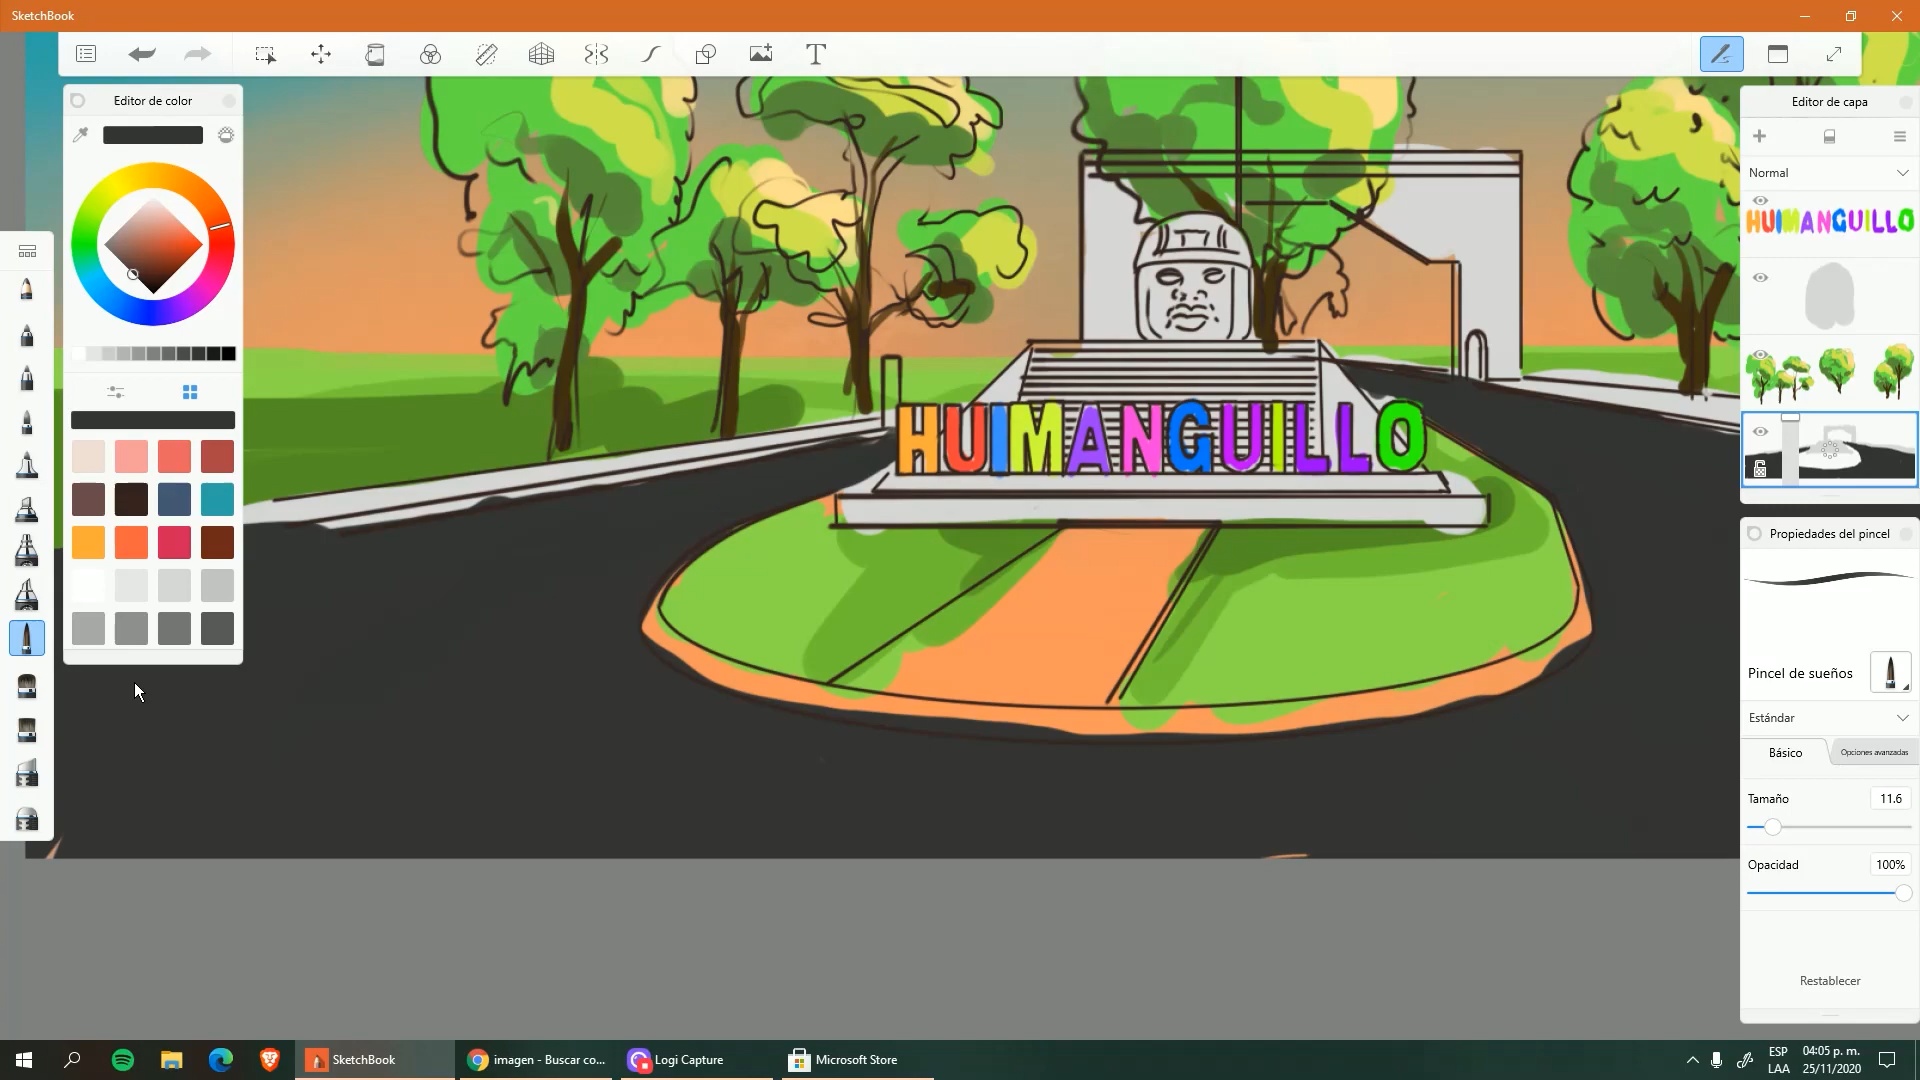 SketchBook
Editor de color
Editor de capa
Normal
HUIMANGUILLO
HUIMANGUILLO
Propiedades del pincel
Pincel de sueños
Estándar
Básico
Opciones avanzadas
Tamaño
11.6
Opacidad
100%
Restablecer
SketchBook
imagen - Buscar co...
Logi Capture
Microsoft Store
ESP
LAA
04:05 p. m.
25/11/2020